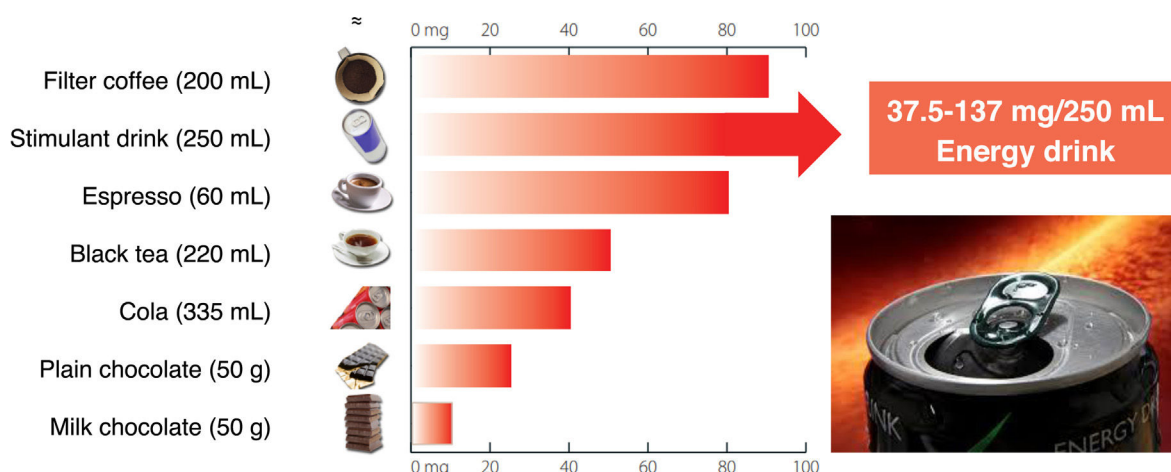 ≈
0 mg 20 40 60 80 100
Filter coffee (200 mL)
Stimulant drink (250 mL)
Espresso (60 mL)
Black tea (220 mL)
Cola (335 mL)
Plain chocolate (50 g)
Milk chocolate (50 g)
0 mg 20 40 60 80 100
37.5-137 mg/250 mL
Energy drink
ENERGY